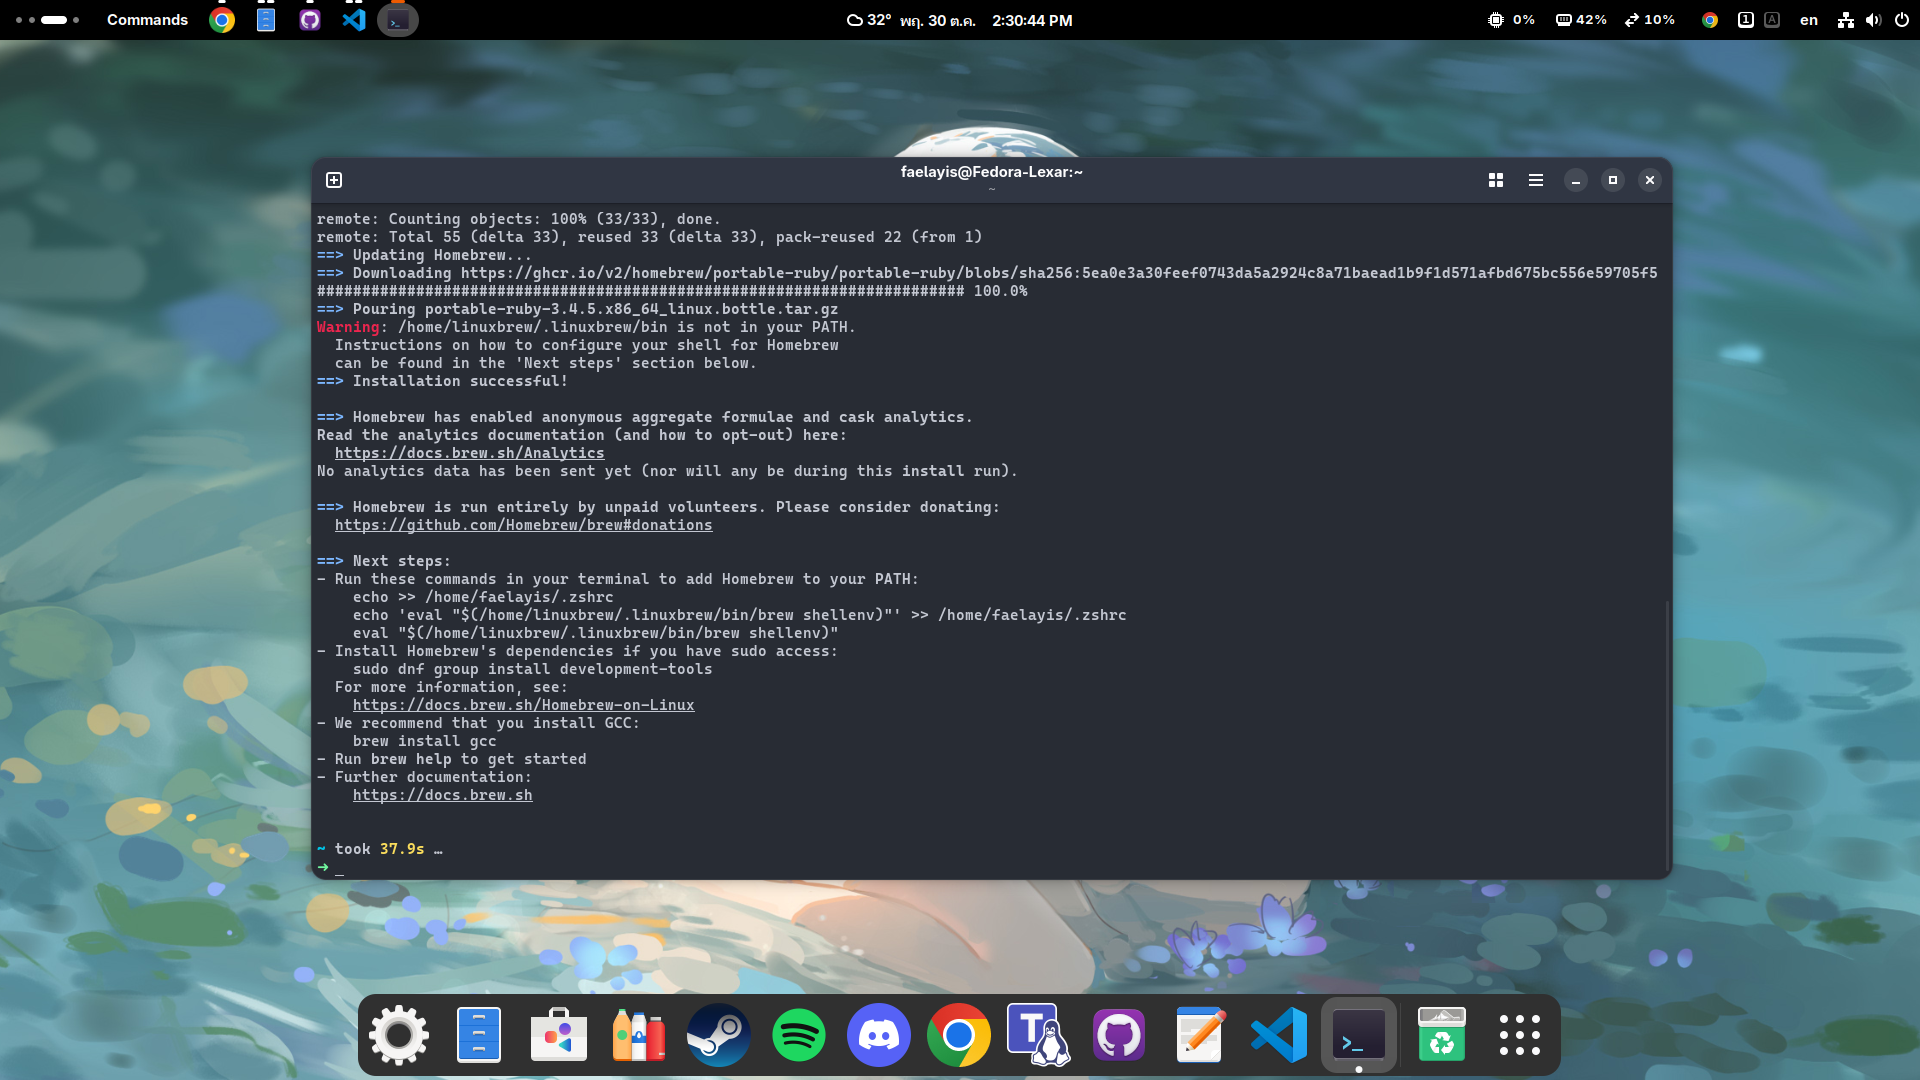 Commands
32° พฤ. 30 ต.ค. 2:30:44 PM
0% 42% 10% 1 A en
faelayis@Fedora-Lexar:~
~
remote: Counting objects: 100% (33/33), done.
remote: Total 55 (delta 33), reused 33 (delta 33), pack-reused 22 (from 1)
==> Updating Homebrew...
==> Downloading https://ghcr.io/v2/homebrew/portable-ruby/portable-ruby/blobs/sha256:5ea0e3a30feef0743da5a2924c8a71baead1b9f1d571afbd675bc556e59705f5
######################################################################## 100.0%
==> Pouring portable-ruby-3.4.5.x86_64_linux.bottle.tar.gz
Warning: /home/linuxbrew/.linuxbrew/bin is not in your PATH.
Instructions on how to configure your shell for Homebrew
can be found in the 'Next steps' section below.
==> Installation successful!
==> Homebrew has enabled anonymous aggregate formulae and cask analytics.
Read the analytics documentation (and how to opt-out) here:
https://docs.brew.sh/Analytics
No analytics data has been sent yet (nor will any be during this install run).
==> Homebrew is run entirely by unpaid volunteers. Please consider donating:
https://github.com/Homebrew/brew#donations
==> Next steps:
- Run these commands in your terminal to add Homebrew to your PATH:
echo >> /home/faelayis/.zshrc
echo 'eval "$(/home/linuxbrew/.linuxbrew/bin/brew shellenv)"' >> /home/faelayis/.zshrc
eval "$(/home/linuxbrew/.linuxbrew/bin/brew shellenv)"
- Install Homebrew's dependencies if you have sudo access:
sudo dnf group install development-tools
For more information, see:
https://docs.brew.sh/Homebrew-on-Linux
- We recommend that you install GCC:
brew install gcc
- Run brew help to get started
- Further documentation:
https://docs.brew.sh
~ took 37.9s …
➜ _
T